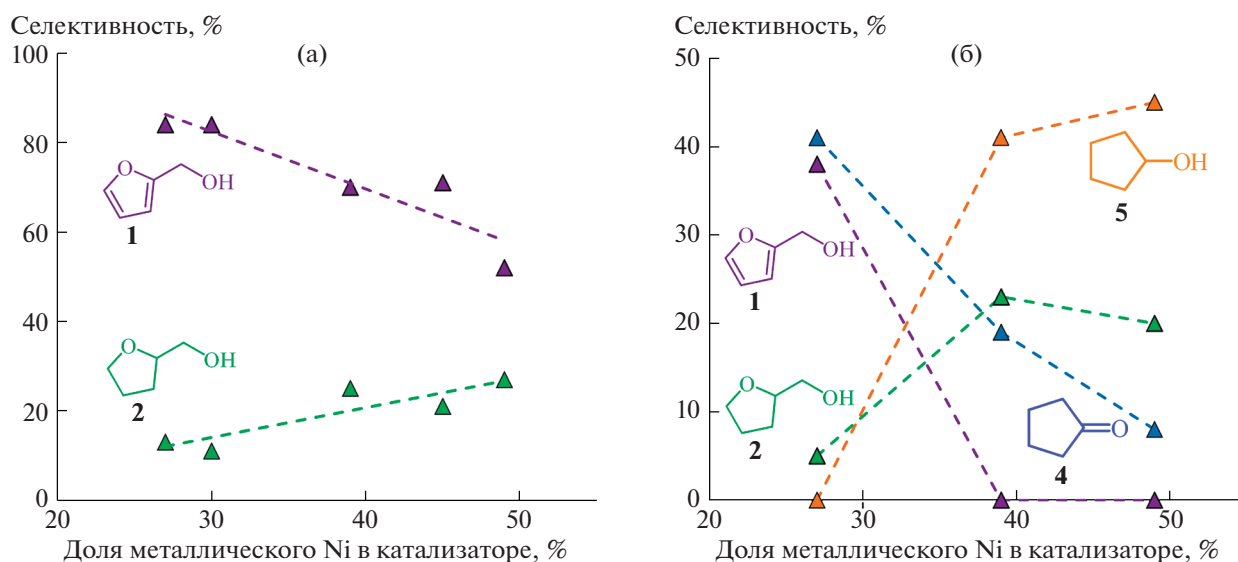 Селективность, %
(а)
100
80
60
40
20
0
20 30 40 50
Доля металлического Ni в катализаторе, %
O
OH
1
O
OH
2
Селективность, %
(б)
50
40
30
20
10
0
20 30 40 50
Доля металлического Ni в катализаторе, %
OH
5
O
OH
1
O
OH
2
O
4